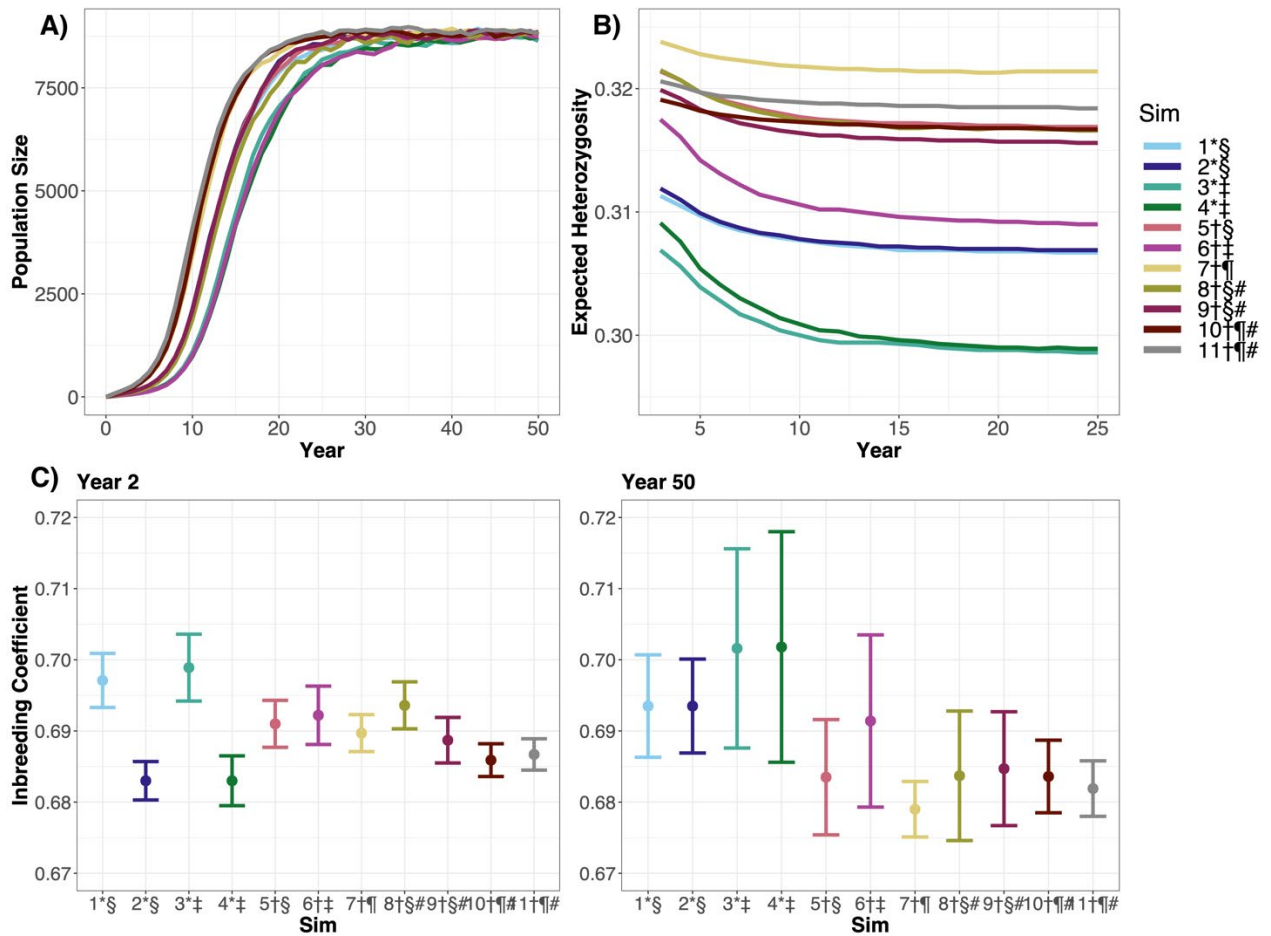 A)
Population Size
7500
5000
2500
0
0 10 20 30 40 50
Year
B)
Expected Heterozygosity
0.32
0.31
0.30
5 10 15 20 25
Year
Sim
1*§
2*§
3*‡
4*‡
5†§
6†‡
7†¶
8†§#
9†§#
10†¶#
11†¶#
C) Year 2
Inbreeding Coefficient
0.72
0.71
0.70
0.69
0.68
0.67
1*§ 2*§ 3*‡ 4*‡ 5†§ 6†‡ 7†¶ 8†§# 9†§# 10†¶# 11†¶#
Sim
Year 50
0.72
0.71
0.70
0.69
0.68
0.67
1*§ 2*§ 3*‡ 4*‡ 5†§ 6†‡ 7†¶ 8†§# 9†§# 10†¶# 11†¶#
Sim